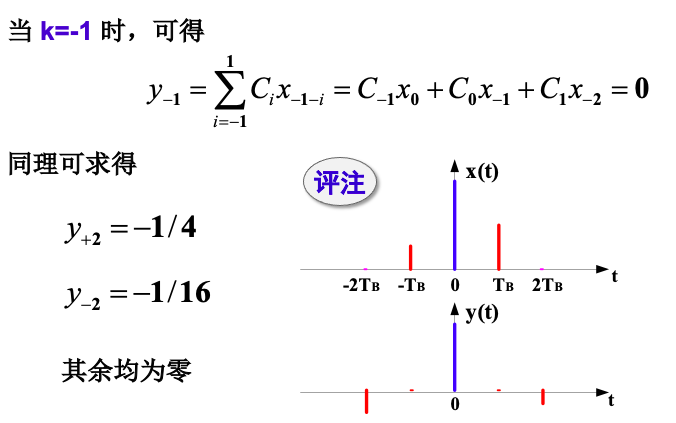 当 k=-1 时，可得
y₋₁ = ∑_{i=-1}^{1} Cᵢx₋₁₋ᵢ = C₋₁x₀ + C₀x₋₁ + C₁x₋₂ = 0
同理可求得
评注
x(t)
y₊₂ = −1/4
-2TB -TB 0 TB 2TB t
y₋₂ = −1/16
y(t)
其余均为零
0 t